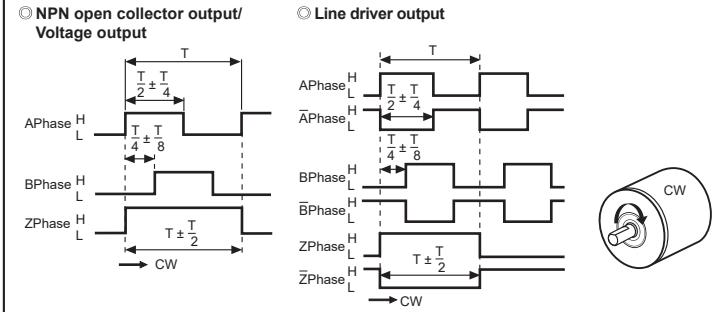 ◎ NPN open collector output/
Voltage output
T
T/2 ± T/4
APhase H
L
T/4 ± T/8
BPhase H
L
ZPhase H
L
T ± T/2
CW
◎ Line driver output
T
APhase H
L
T/2 ± T/4
A̅Phase H
L
T/4 ± T/8
BPhase H
L
B̅Phase H
L
ZPhase H
L
T ± T/2
Z̅Phase H
L
CW
CW